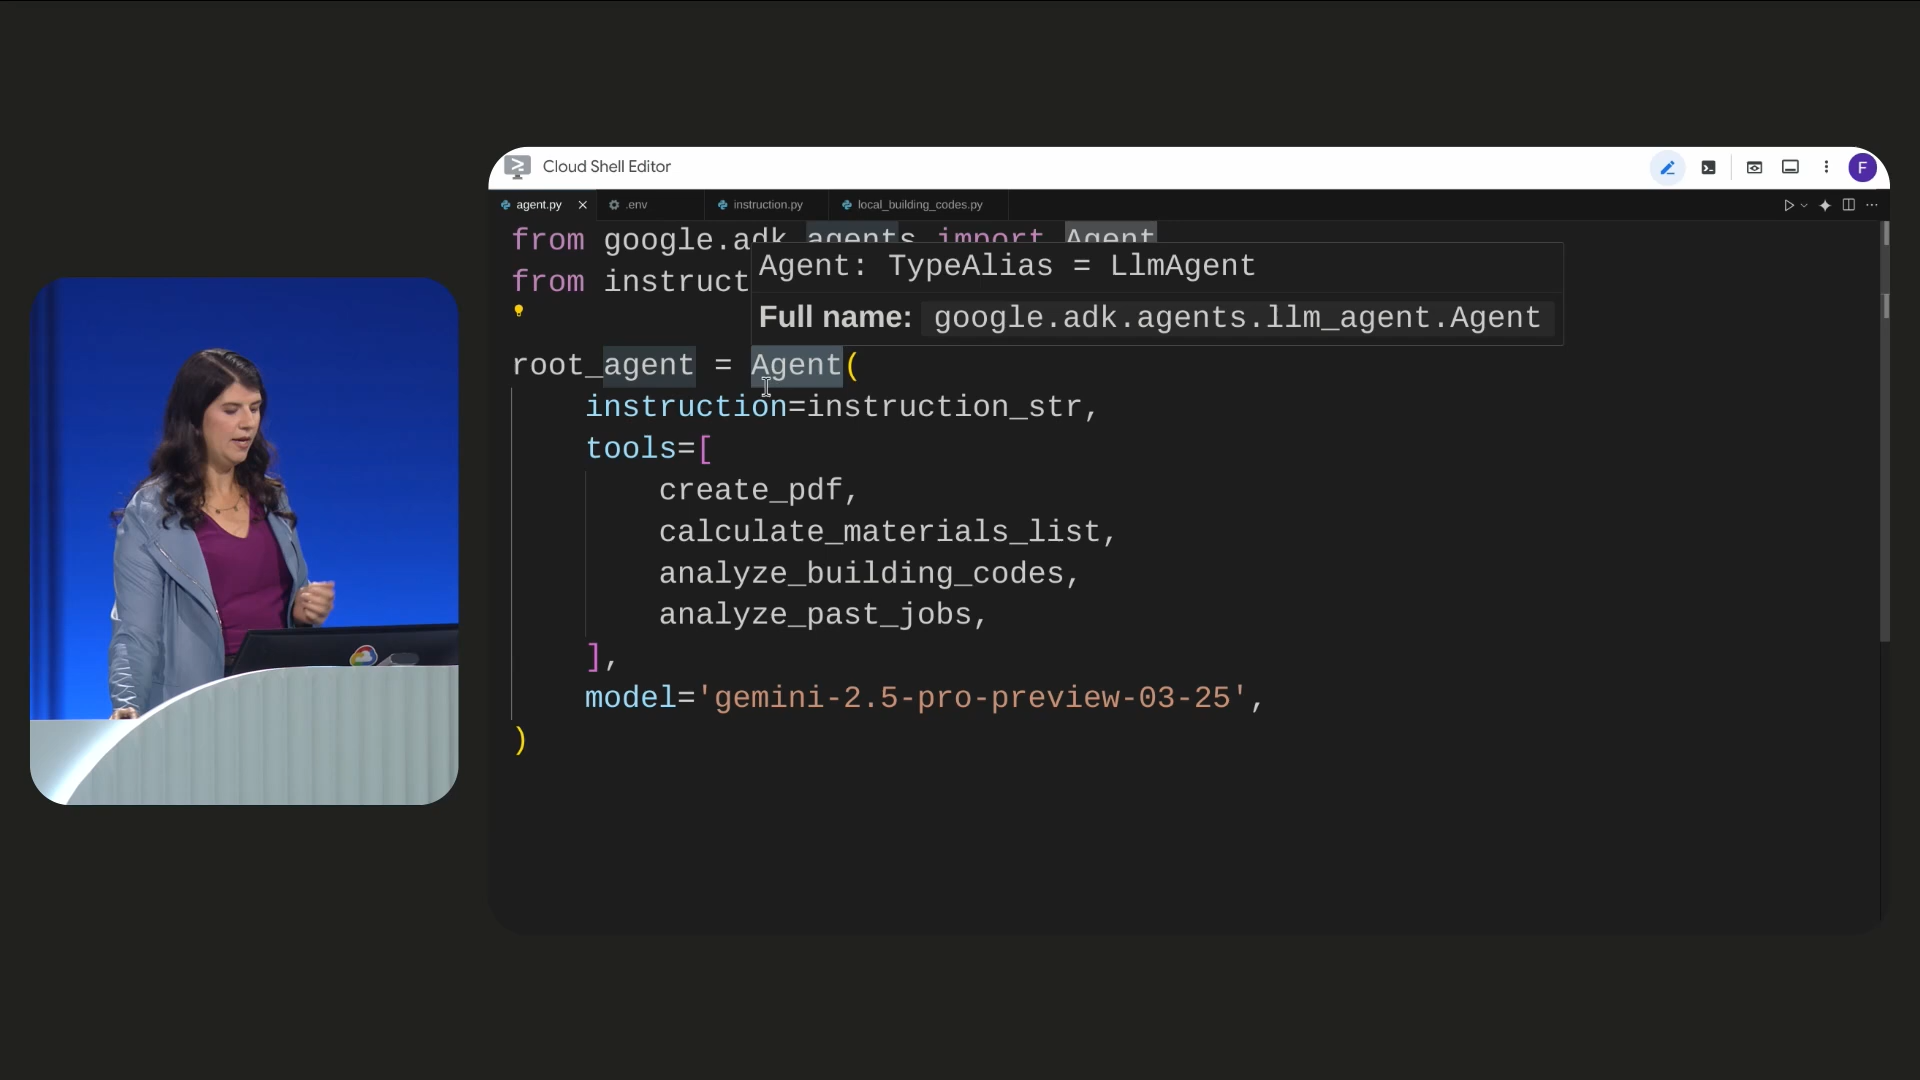 Cloud Shell Editor
F
agent.py
.env
instruction.py
local_building_codes.py
from google.adk.agents import Agent
from instruct
Agent: TypeAlias = LlmAgent
Full name: google.adk.agents.llm_agent.Agent
root_agent = Agent(
instruction=instruction_str,
tools=[
create_pdf,
calculate_materials_list,
analyze_building_codes,
analyze_past_jobs,
],
model='gemini-2.5-pro-preview-03-25',
)